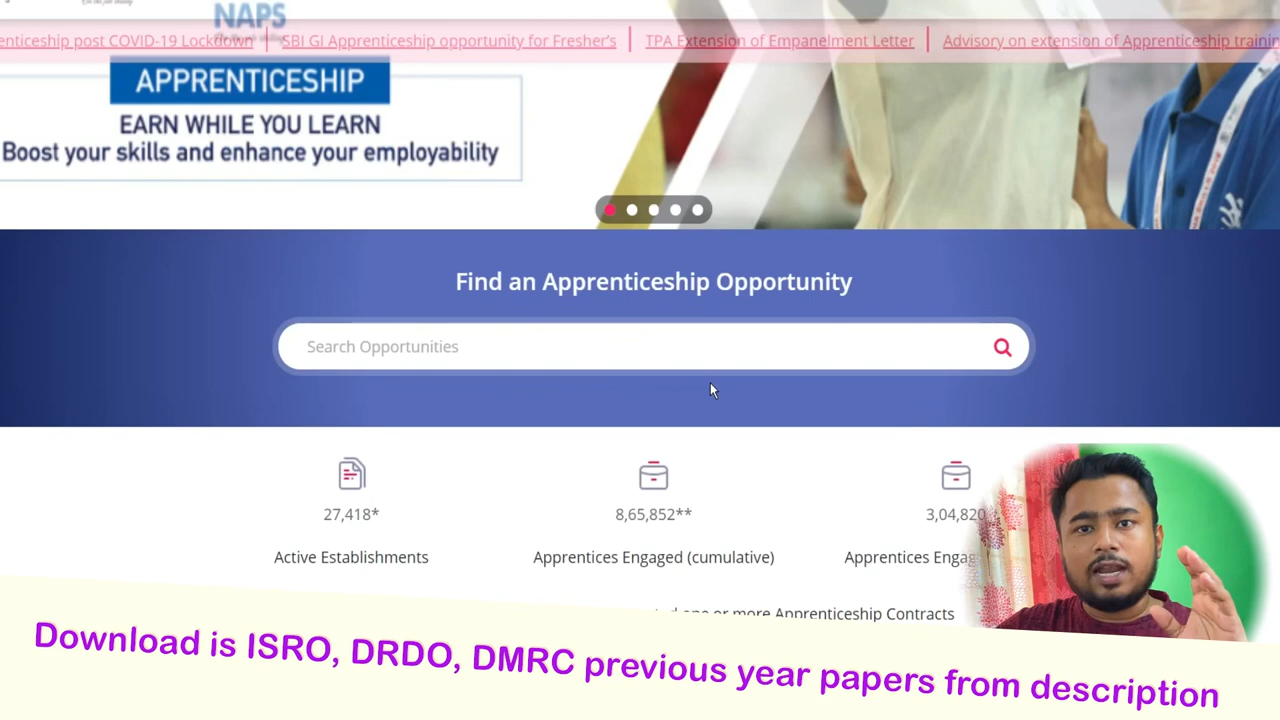 NAPS
enticeship post COVID-19 Lockdown | SBI GI Apprenticeship opportunity for Fresher's | TPA Extension of Empanelment Letter | Advisory on extension of Apprenticeship trainin
APPRENTICESHIP
EARN WHILE YOU LEARN
Boost your skills and enhance your employability
Find an Apprenticeship Opportunity
Search Opportunities
27,418* 8,65,852** 3,04,820
Active Establishments Apprentices Engaged (cumulative) Apprentices Engag
one or more Apprenticeship Contracts
Download is ISRO, DRDO, DMRC previous year papers from description